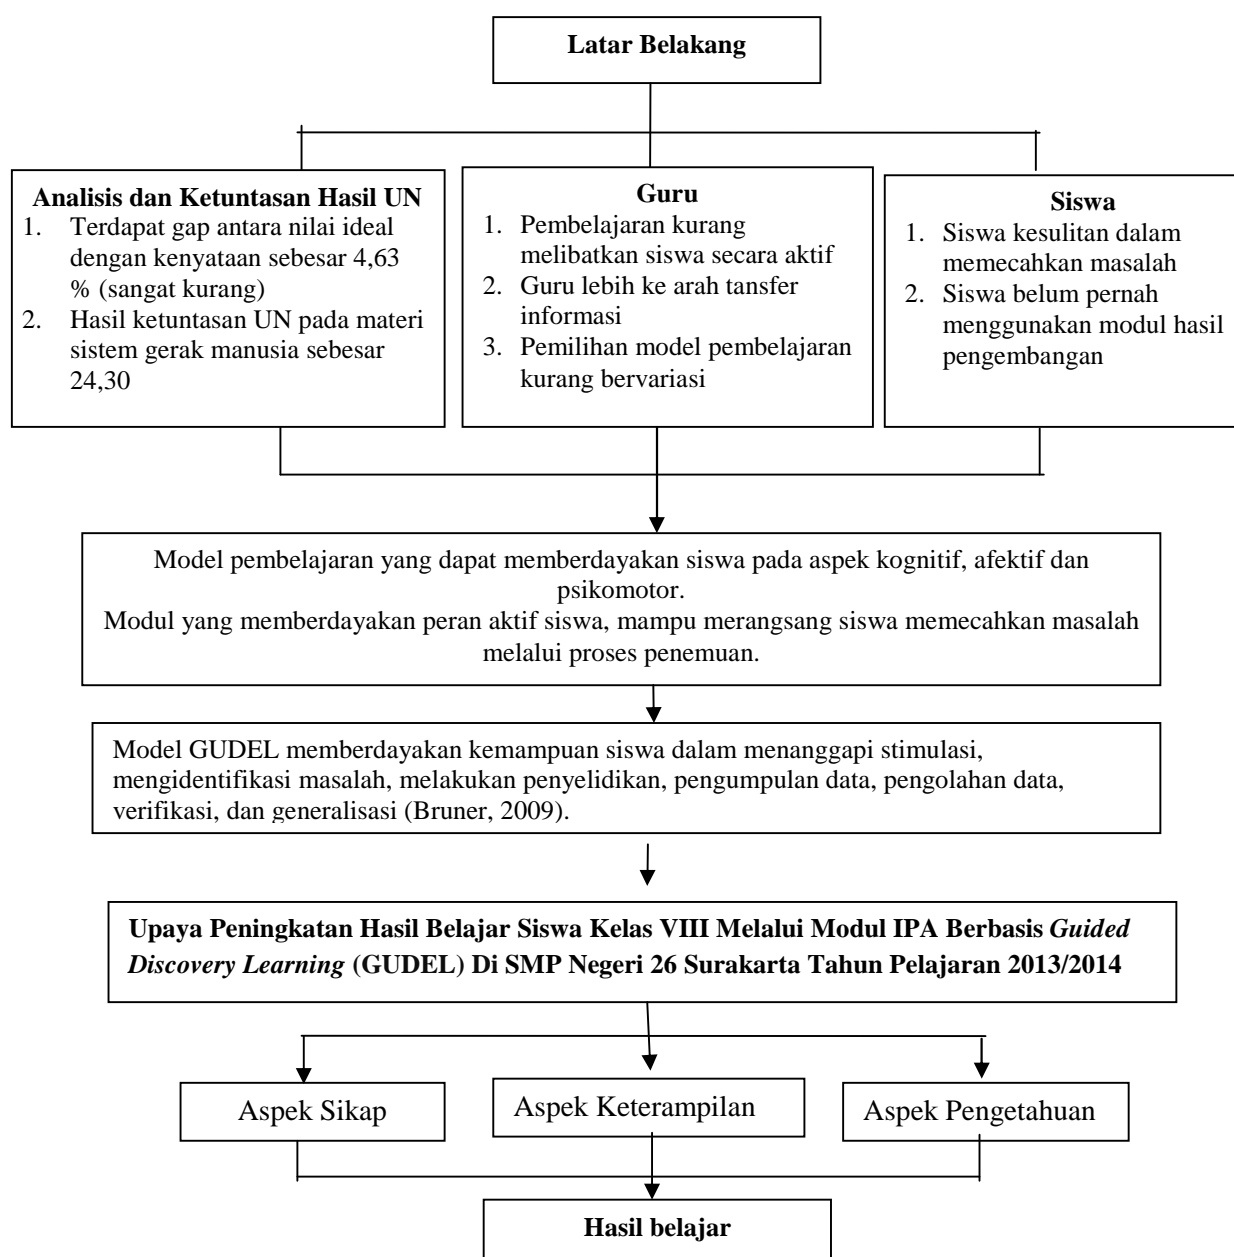 Latar Belakang
Analisis dan Ketuntasan Hasil UN
1. Terdapat gap antara nilai ideal
dengan kenyataan sebesar 4,63
% (sangat kurang)
2. Hasil ketuntasan UN pada materi
sistem gerak manusia sebesar
24,30
Guru
1. Pembelajaran kurang
melibatkan siswa secara aktif
2. Guru lebih ke arah tansfer
informasi
3. Pemilihan model pembelajaran
kurang bervariasi
Siswa
1. Siswa kesulitan dalam
memecahkan masalah
2. Siswa belum pernah
menggunakan modul hasil
pengembangan
Model pembelajaran yang dapat memberdayakan siswa pada aspek kognitif, afektif dan
psikomotor.
Modul yang memberdayakan peran aktif siswa, mampu merangsang siswa memecahkan masalah
melalui proses penemuan.
Model GUDEL memberdayakan kemampuan siswa dalam menanggapi stimulasi,
mengidentifikasi masalah, melakukan penyelidikan, pengumpulan data, pengolahan data,
verifikasi, dan generalisasi (Bruner, 2009).
Upaya Peningkatan Hasil Belajar Siswa Kelas VIII Melalui Modul IPA Berbasis Guided
Discovery Learning (GUDEL) Di SMP Negeri 26 Surakarta Tahun Pelajaran 2013/2014
Aspek Sikap
Aspek Keterampilan
Aspek Pengetahuan
Hasil belajar